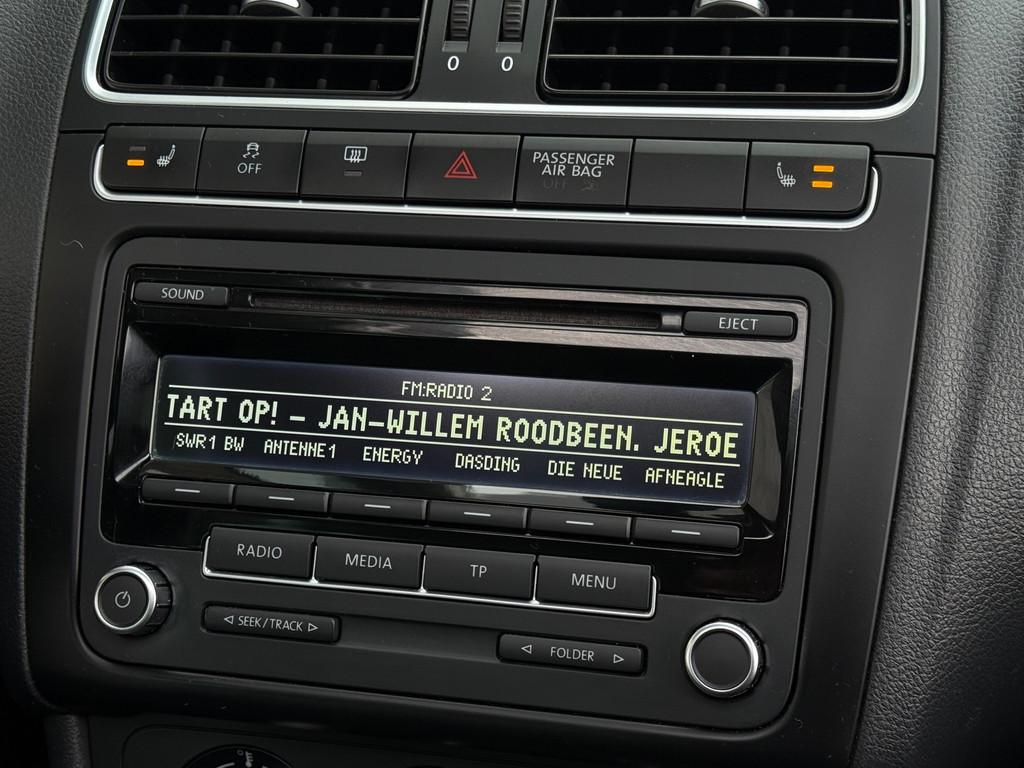 0 0
OFF
PASSENGER
AIR BAG
OFF
SOUND
EJECT
FM:RADIO 2
TART OP! - JAN-WILLEM ROODBEEN. JEROE
SWR1 BW ANTENNE1 ENERGY DASDING DIE NEUE AFNEAGLE
RADIO MEDIA TP MENU
◁ SEEK/TRACK ▷
◁ FOLDER ▷